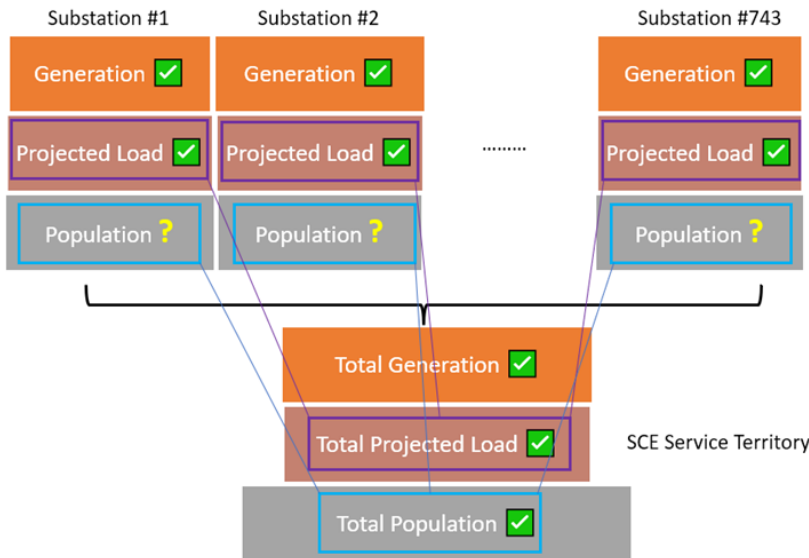 Substation #1
Substation #2
Substation #743
Generation ✅
Generation ✅
Generation ✅
Projected Load ✅
Projected Load ✅
.........
Projected Load ✅
Population ?
Population ?
Population ?
Total Generation ✅
Total Projected Load ✅
SCE Service Territory
Total Population ✅